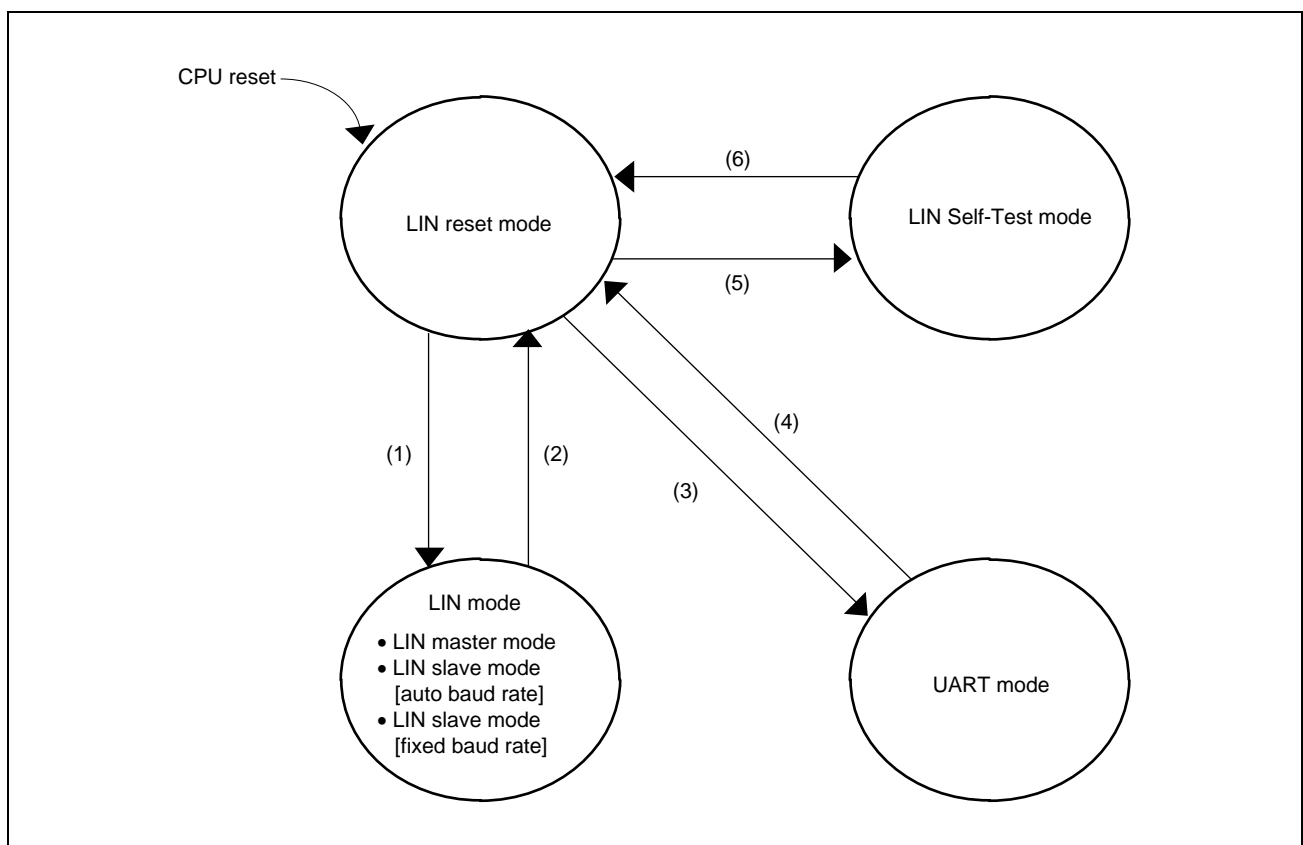 CPU reset
(6)
LIN reset mode
LIN Self-Test mode
(5)
(4)
(1)
(2)
(3)
LIN mode
• LIN master mode
• LIN slave mode
[auto baud rate]
• LIN slave mode
[fixed baud rate]
UART mode